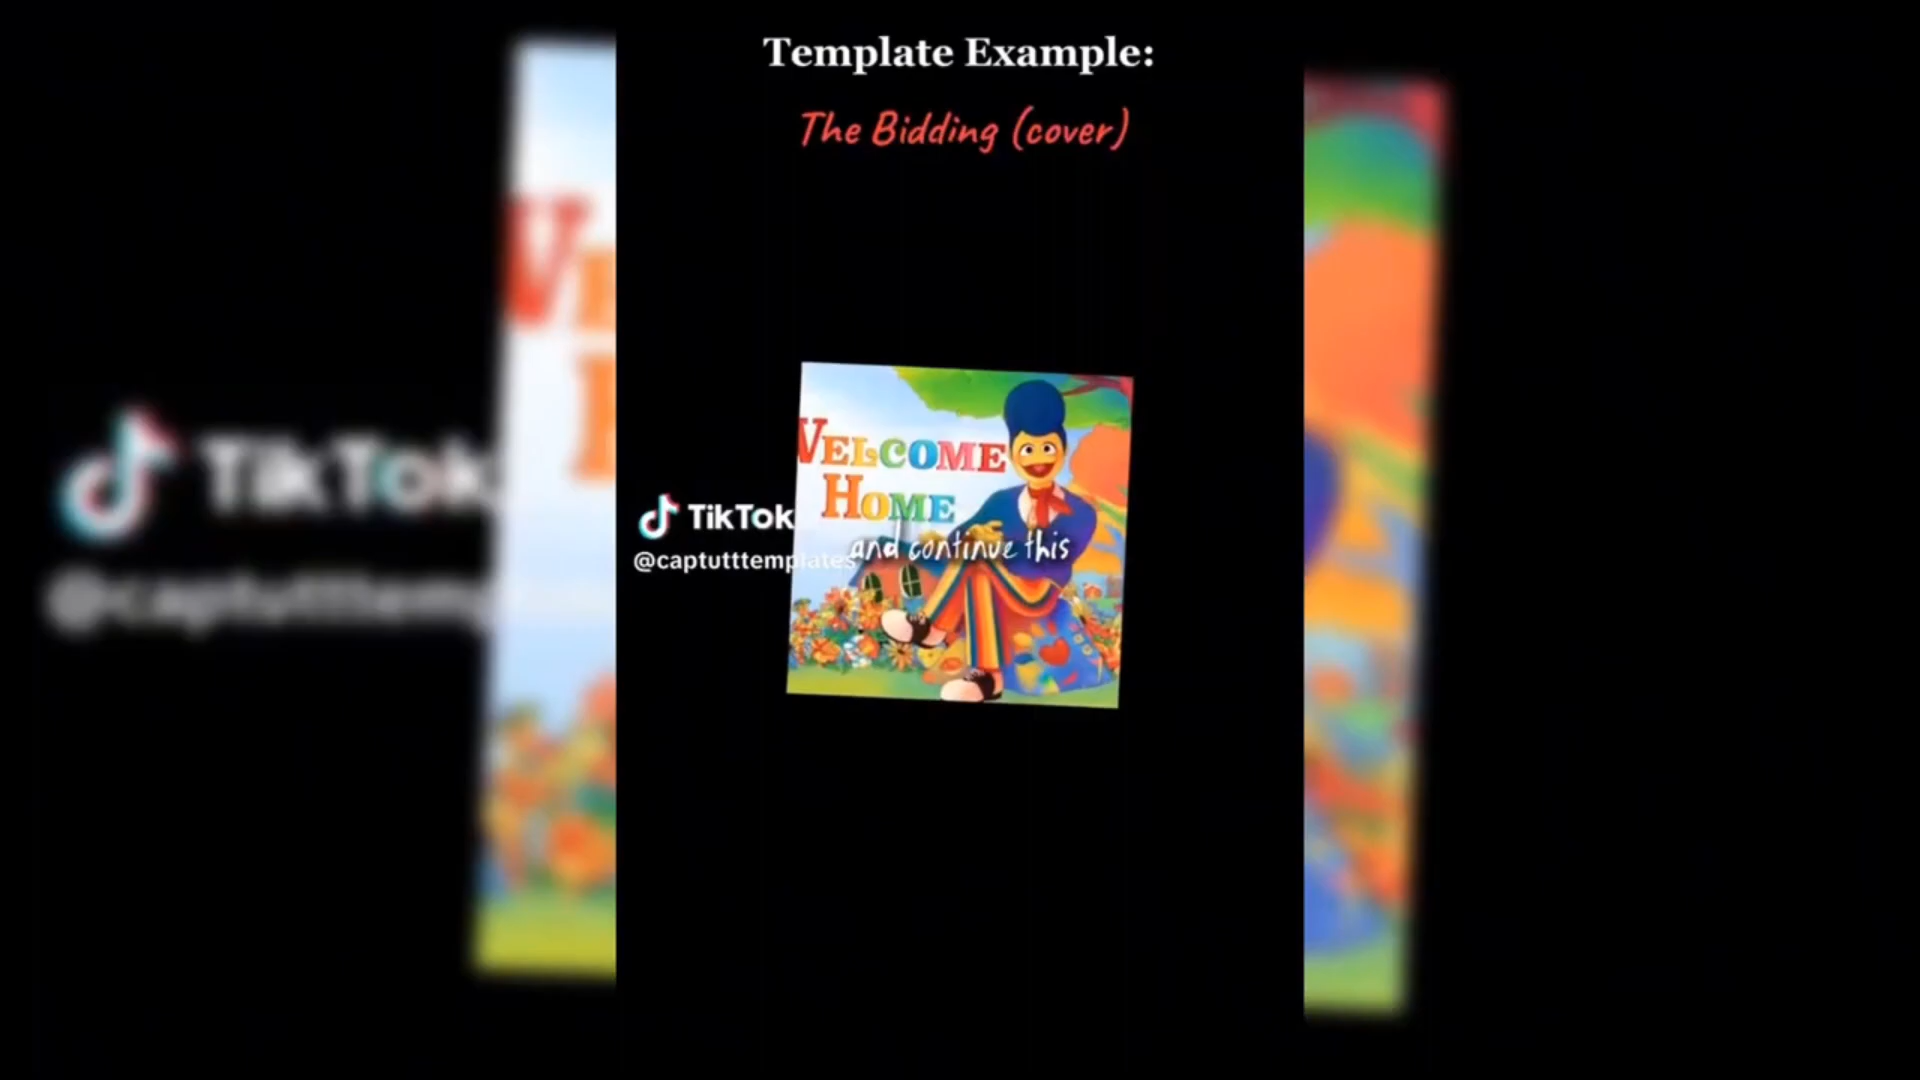 Template Example:
The Bidding (cover)
WELCOME
HOME
TikTok
and continue this
@captutttemplates